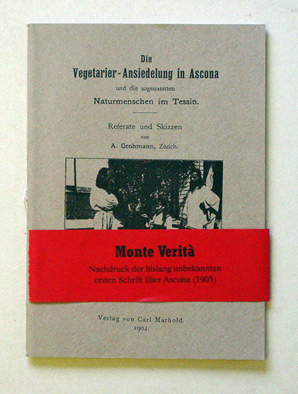 Die
Vegetarier-Ansiedelung in Ascona
und die sogenannten
Naturmenschen im Tessin.
Referate und Skizzen
von
A. Grohmann, Zürich.
Monte Verità
Nachdruck der bislang unbekannten
ersten Schrift über Ascona (1905)
Verlag von Carl Marhold.
1904.